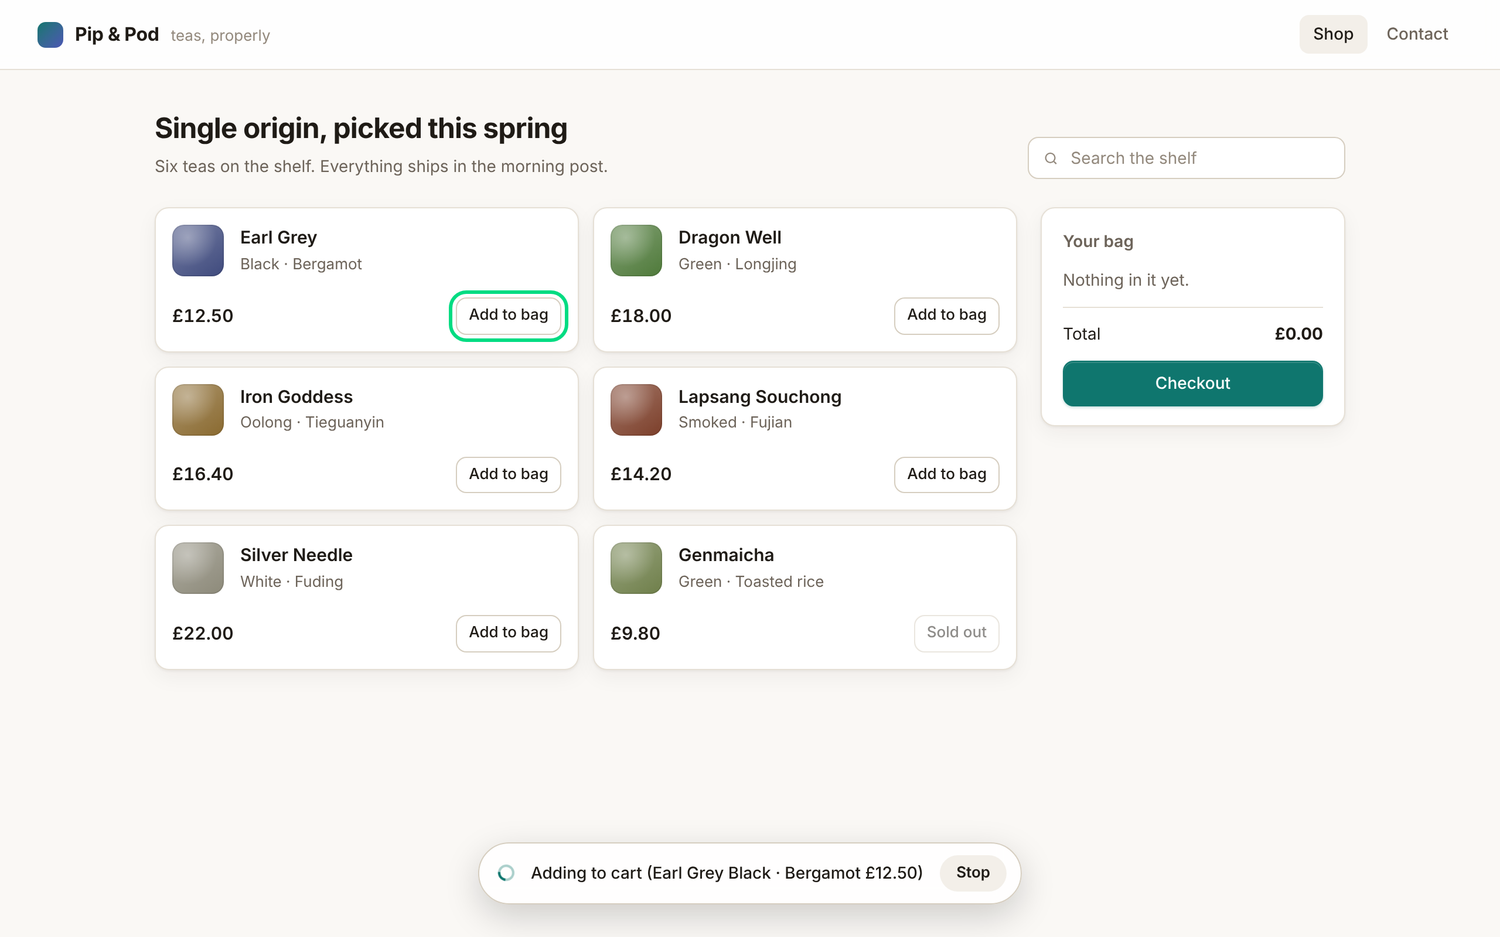 Pip & Pod teas, properly
Shop
Contact
Single origin, picked this spring
Six teas on the shelf. Everything ships in the morning post.
Search the shelf
Earl Grey
Black · Bergamot
£12.50
Add to bag
Dragon Well
Green · Longjing
£18.00
Add to bag
Iron Goddess
Oolong · Tieguanyin
£16.40
Add to bag
Lapsang Souchong
Smoked · Fujian
£14.20
Add to bag
Silver Needle
White · Fuding
£22.00
Add to bag
Genmaicha
Green · Toasted rice
£9.80
Sold out
Your bag
Nothing in it yet.
Total £0.00
Checkout
Adding to cart (Earl Grey Black · Bergamot £12.50)
Stop